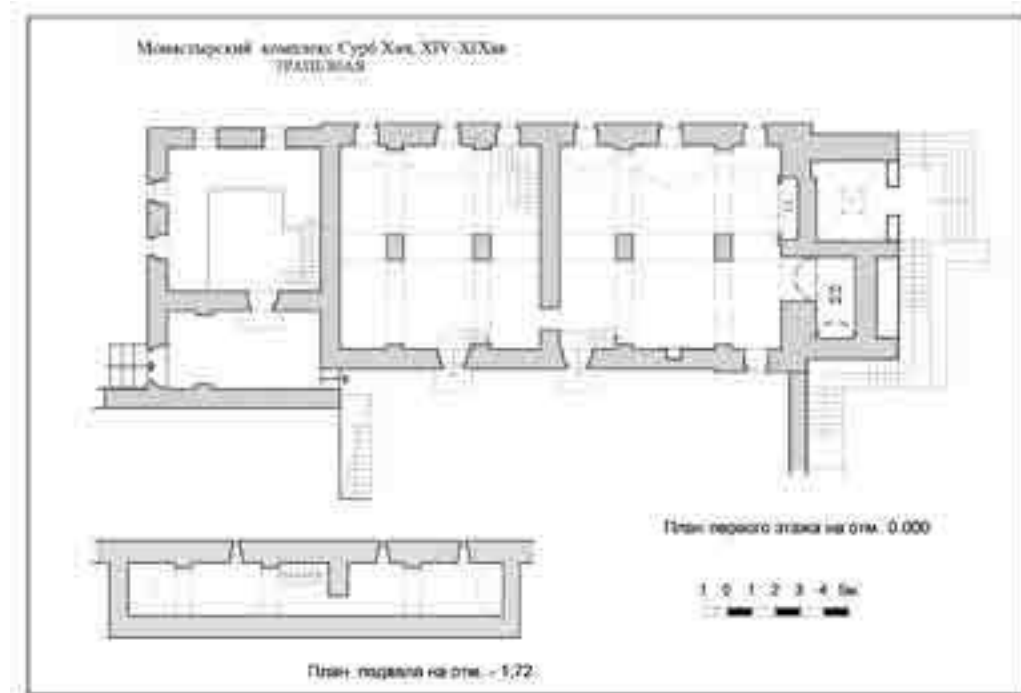 Монастырский комплекс Сурб Хач, XIV-XIXвв
ТРАПЕЗНАЯ
План первого этажа на отм. 0.000
1 0 1 2 3 4 5м
План подвала на отм. - 1,72